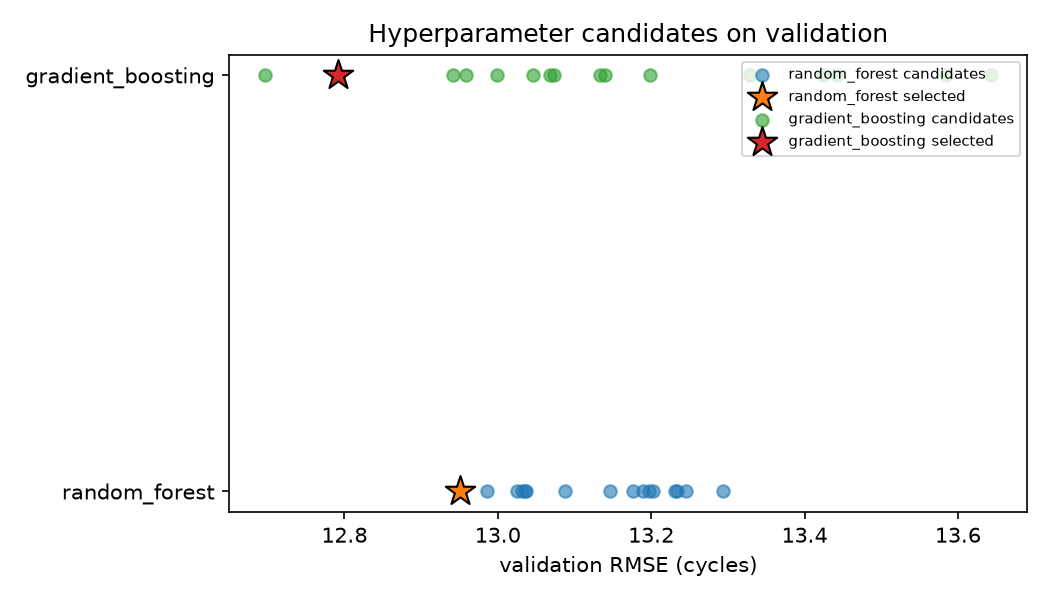 Hyperparameter candidates on validation
gradient_boosting
random_forest candidates
random_forest selected
gradient_boosting candidates
gradient_boosting selected
random_forest
12.8 13.0 13.2 13.4 13.6
validation RMSE (cycles)